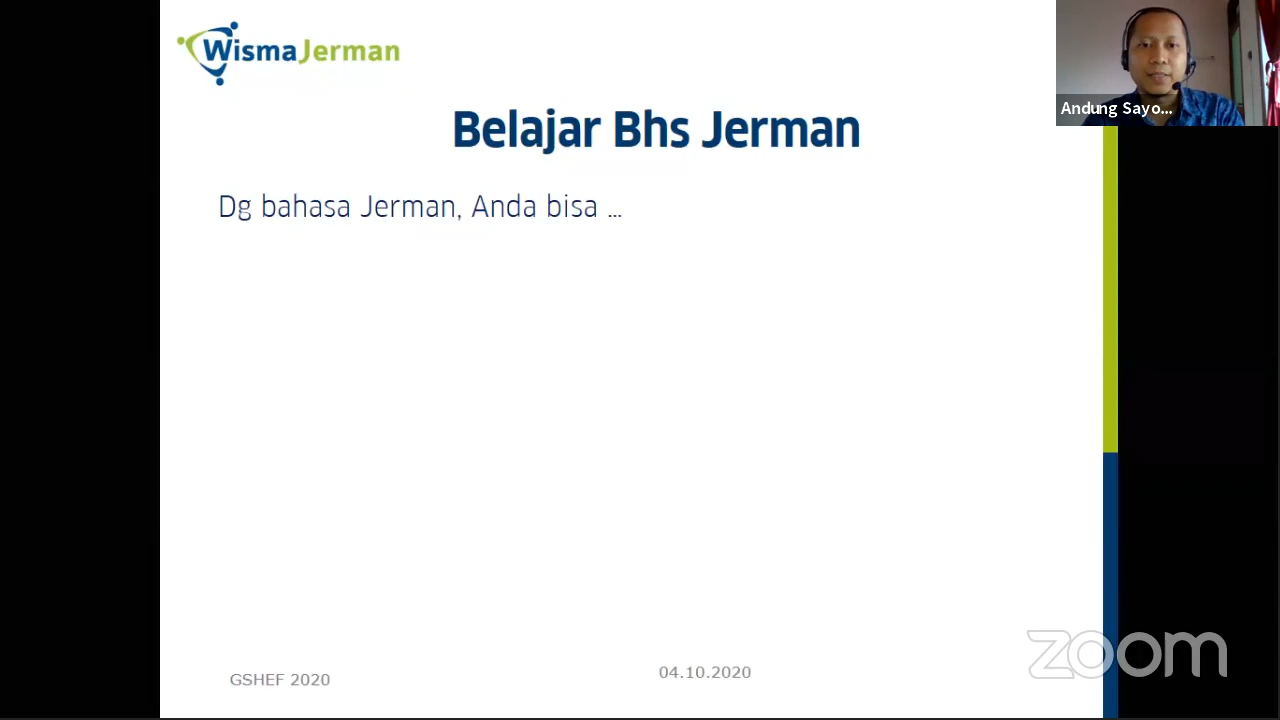 WismaJerman
Andung Sayo...
Belajar Bhs Jerman
Dg bahasa Jerman, Anda bisa ...
GSHEF 2020
04.10.2020
zoom